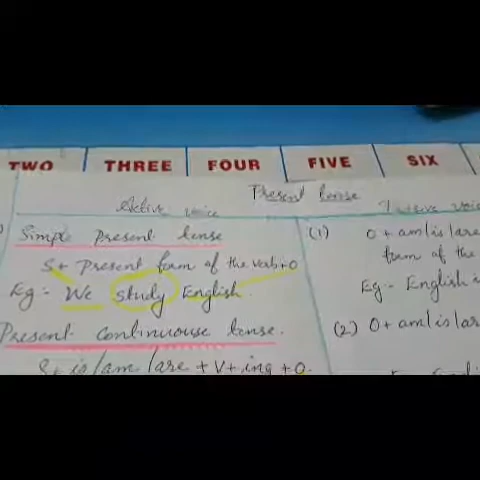 TWO THREE FOUR FIVE SIX
Present tense
Active voice
Simple present tense
S+ Present form of the verb+O
Eg - We study English.
Present continuouse tense.
S+ is/am/are + V+ing +O.
voice
(1) O + am/is/are
form of the
Eg - English i
(2) O+am/is/are